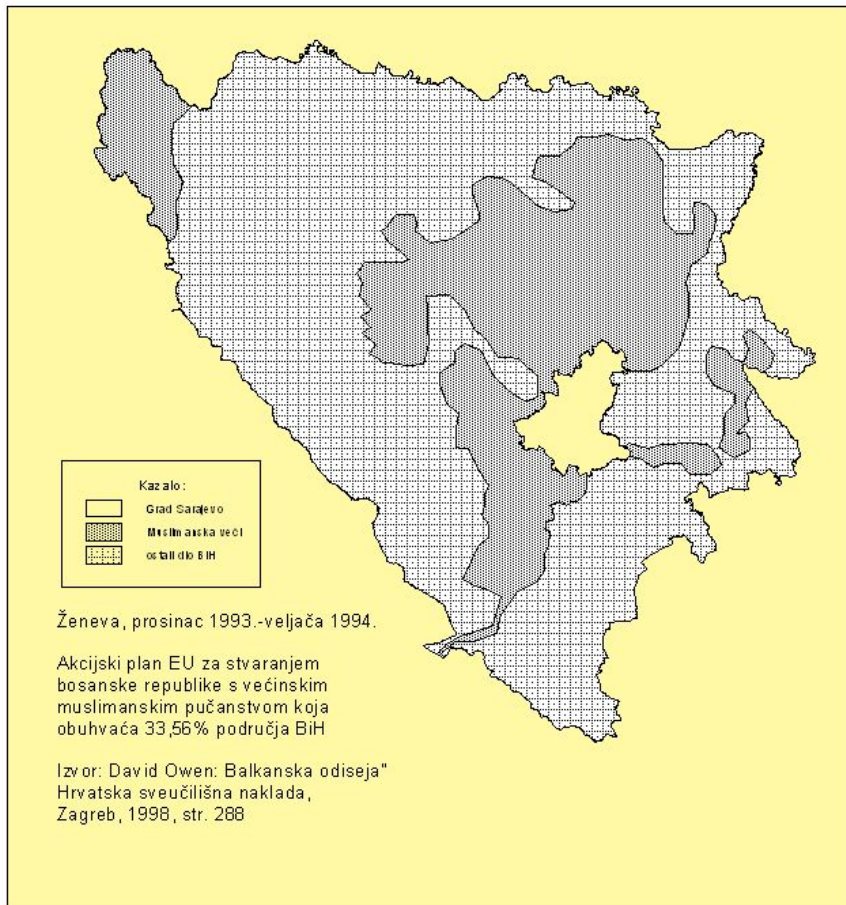 Kazalo:
Grad Sarajevo
Muslimanska veći
ostali dio BiH
Ženeva, prosinac 1993.-veljača 1994.
Akcijski plan EU za stvaranjem
bosanske republike s većinskim
muslimanskim pučanstvom koja
obuhvaća 33,56% područja BiH
Izvor: David Owen: Balkanska odiseja"
Hrvatska sveučilišna naklada,
Zagreb, 1998, str. 288